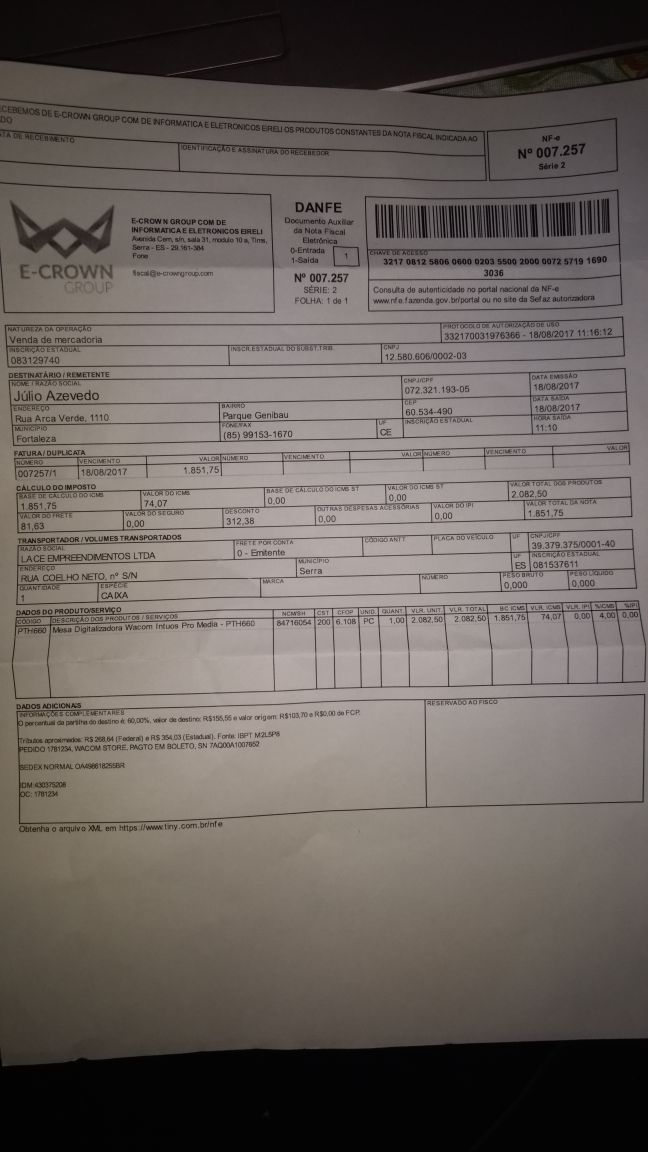 ECEBEMOS DE E-CROWN GROUP COM DE INFORMATICA E ELETRONICOS EIRELI OS PRODUTOS CONSTANTES DA NOTA FISCAL INDICADA AO
DO
TA DE RECEBIMENTO
IDENTIFICAÇÃO E ASSINATURA DO RECEBEDOR
NF-e
Nº 007.257
Série 2
E-CROWN
GROUP
E-CROWN GROUP COM DE
INFORMATICA E ELETRONICOS EIRELI
Avenida Cem, s/n, sala 31, modulo 10 a, Tims,
Serra - ES - 29.161-384
Fone
fiscal@e-crowngroup.com
DANFE
Documento Auxiliar
da Nota Fiscal
Eletrônica
0-Entrada
1-Saída
1
Nº 007.257
SÉRIE: 2
FOLHA: 1 de 1
CHAVE DE ACESSO
3217 0812 5806 0600 0203 5500 2000 0072 5719 1690
3036
Consulta de autenticidade no portal nacional da NF-e
www.nfe.fazenda.gov.br/portal ou no site da Sefaz autorizadora
NATUREZA DA OPERAÇÃO
Venda de mercadoria
PROTOCOLO DE AUTORIZAÇÃO DE USO
332170031976366 - 18/08/2017 11:16:12
INSCRIÇÃO ESTADUAL
083129740
INSCR.ESTADUAL DO SUBST.TRIB.
CNPJ
12.580.606/0002-03
DESTINATÁRIO / REMETENTE
NOME / RAZÃO SOCIAL
Júlio Azevedo
CNPJ/CPF
072.321.193-05
DATA EMISSÃO
18/08/2017
ENDEREÇO
Rua Arca Verde, 1110
BAIRRO
Parque Genibau
CEP
60.534-490
DATA SAÍDA
18/08/2017
MUNICÍPIO
Fortaleza
FONE/FAX
(85) 99153-1670
UF
CE
INSCRIÇÃO ESTADUAL
HORA SAÍDA
11:10
FATURA / DUPLICATA
NÚMERO VENCIMENTO VALOR NÚMERO VENCIMENTO VALOR NÚMERO VENCIMENTO VALOR
007257/1 18/08/2017 1.851,75
CÁLCULO DO IMPOSTO
BASE DE CÁLCULO DO ICMS
1.851,75
VALOR DO ICMS
74,07
BASE DE CÁLCULO DO ICMS ST
0,00
VALOR DO ICMS ST
0,00
VALOR TOTAL DOS PRODUTOS
2.082,50
VALOR DO FRETE
81,63
VALOR DO SEGURO
0,00
DESCONTO
312,38
OUTRAS DESPESAS ACESSÓRIAS
0,00
VALOR DO IPI
0,00
VALOR TOTAL DA NOTA
1.851,75
TRANSPORTADOR / VOLUMES TRANSPORTADOS
RAZÃO SOCIAL
LACE EMPREENDIMENTOS LTDA
FRETE POR CONTA
0 - Emitente
CÓDIGO ANTT
PLACA DO VEÍCULO
UF
CNPJ/CPF
39.379.375/0001-40
ENDEREÇO
RUA COELHO NETO, nº S/N
MUNICÍPIO
Serra
UF
ES
INSCRIÇÃO ESTADUAL
081537611
QUANTIDADE
1
ESPÉCIE
CAIXA
MARCA
NÚMERO
PESO BRUTO
0,000
PESO LÍQUIDO
0,000
DADOS DO PRODUTO/SERVIÇO
CÓDIGO DESCRIÇÃO DOS PRODUTOS / SERVIÇOS NCM/SH CST CFOP UNID. QUANT. VLR. UNIT. VLR. TOTAL BC ICMS VLR. ICMS VLR. IPI %ICMS %IPI
PTH660 Mesa Digitalizadora Wacom Intuos Pro Media - PTH660 84716054 200 6.108 PC 1,00 2.082,50 2.082,50 1.851,75 74,07 0,00 4,00 0,00
DADOS ADICIONAIS
INFORMAÇÕES COMPLEMENTARES
O percentual da partilha do destino é: 60,00%, valor de destino: R$155,55 e valor origem: R$103,70 e R$0,00 de FCP.
Tributos aproximados: R$ 268,64 (Federal) e R$ 354,03 (Estadual). Fonte: IBPT M2L5P8
PEDIDO 1781234, WACOM STORE, PAGTO EM BOLETO, SN 7AQ00A1007652
SEDEX NORMAL OA498618255BR
IDM:430375208
OC: 1781234
RESERVADO AO FISCO
Obtenha o arquivo XML em https://www.tiny.com.br/nfe